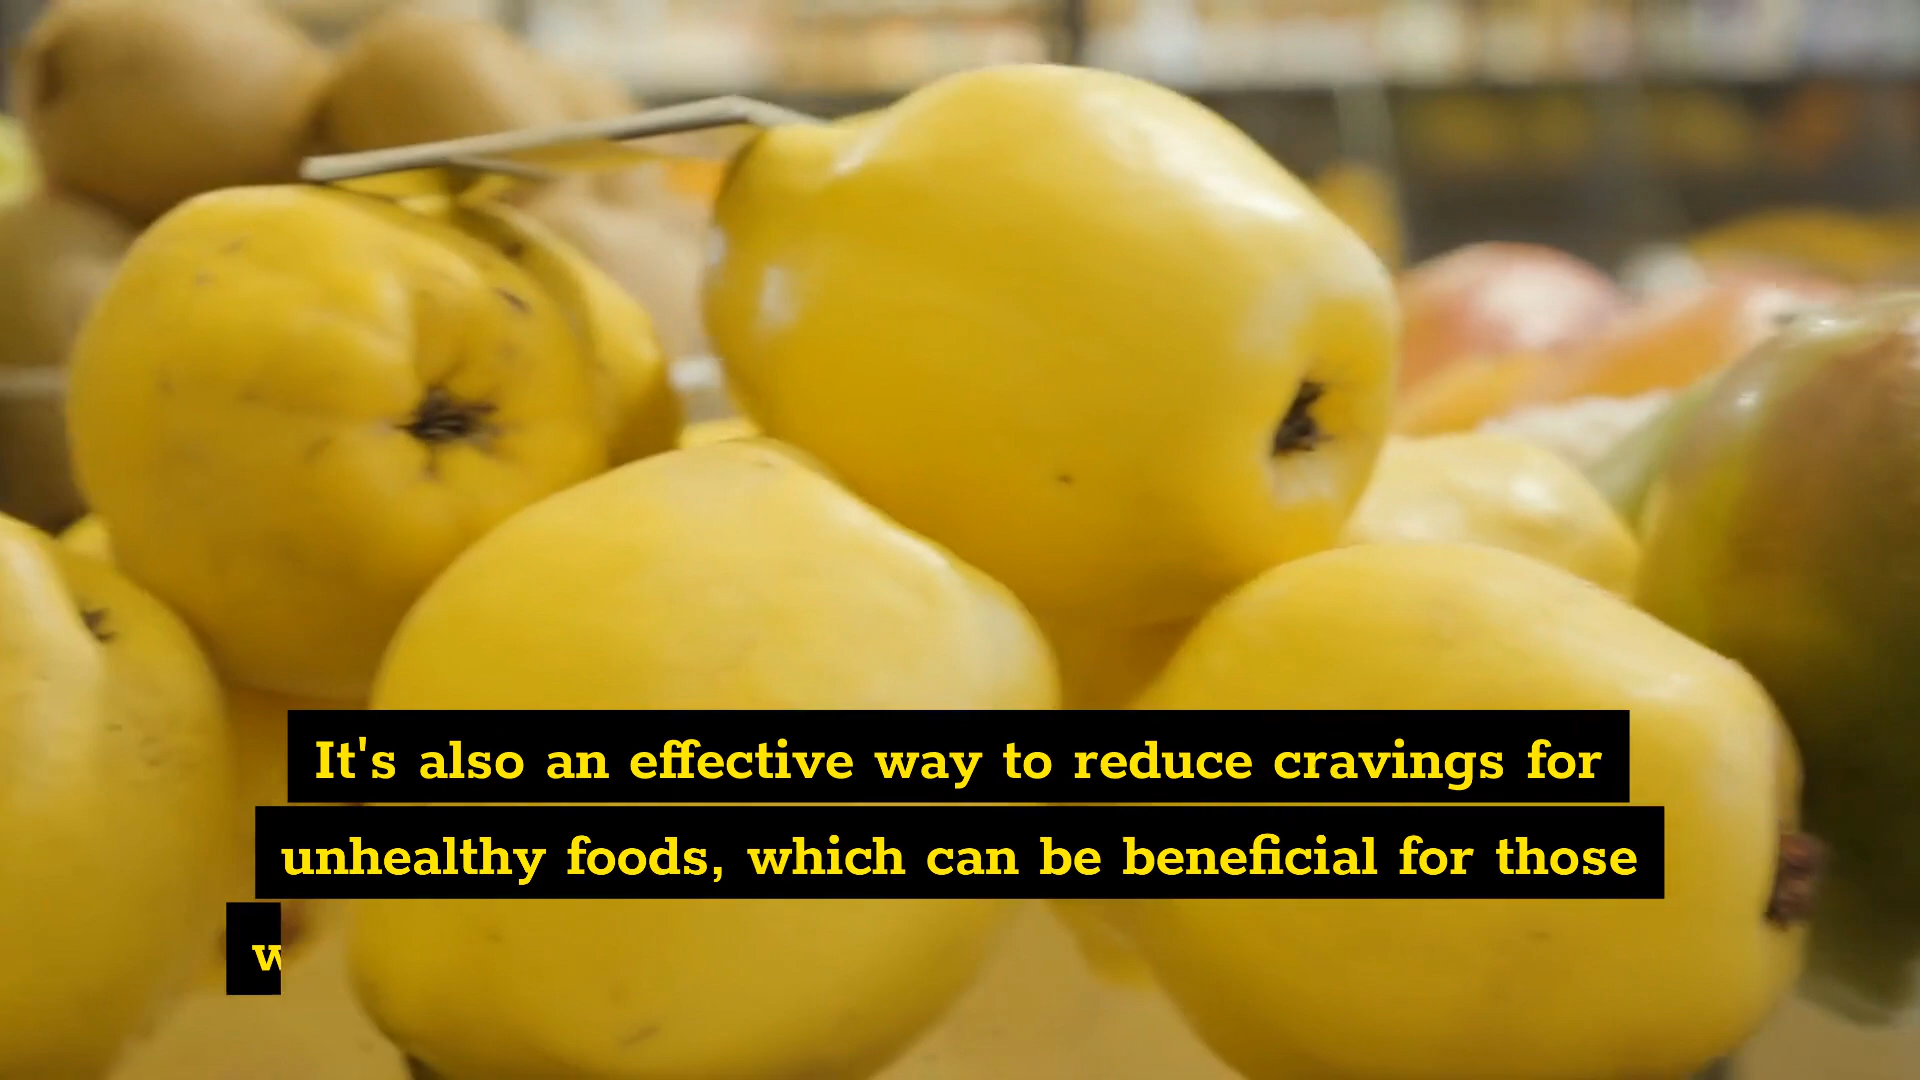 It's also an effective way to reduce cravings for
unhealthy foods, which can be beneficial for those